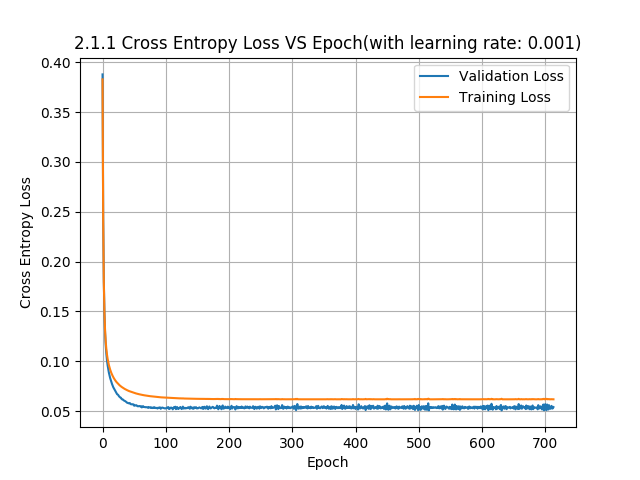 2.1.1 Cross Entropy Loss VS Epoch(with learning rate: 0.001)
Validation Loss
Training Loss
0.40
0.35
0.30
0.25
0.20
0.15
0.10
0.05
Cross Entropy Loss
0 100 200 300 400 500 600 700
Epoch